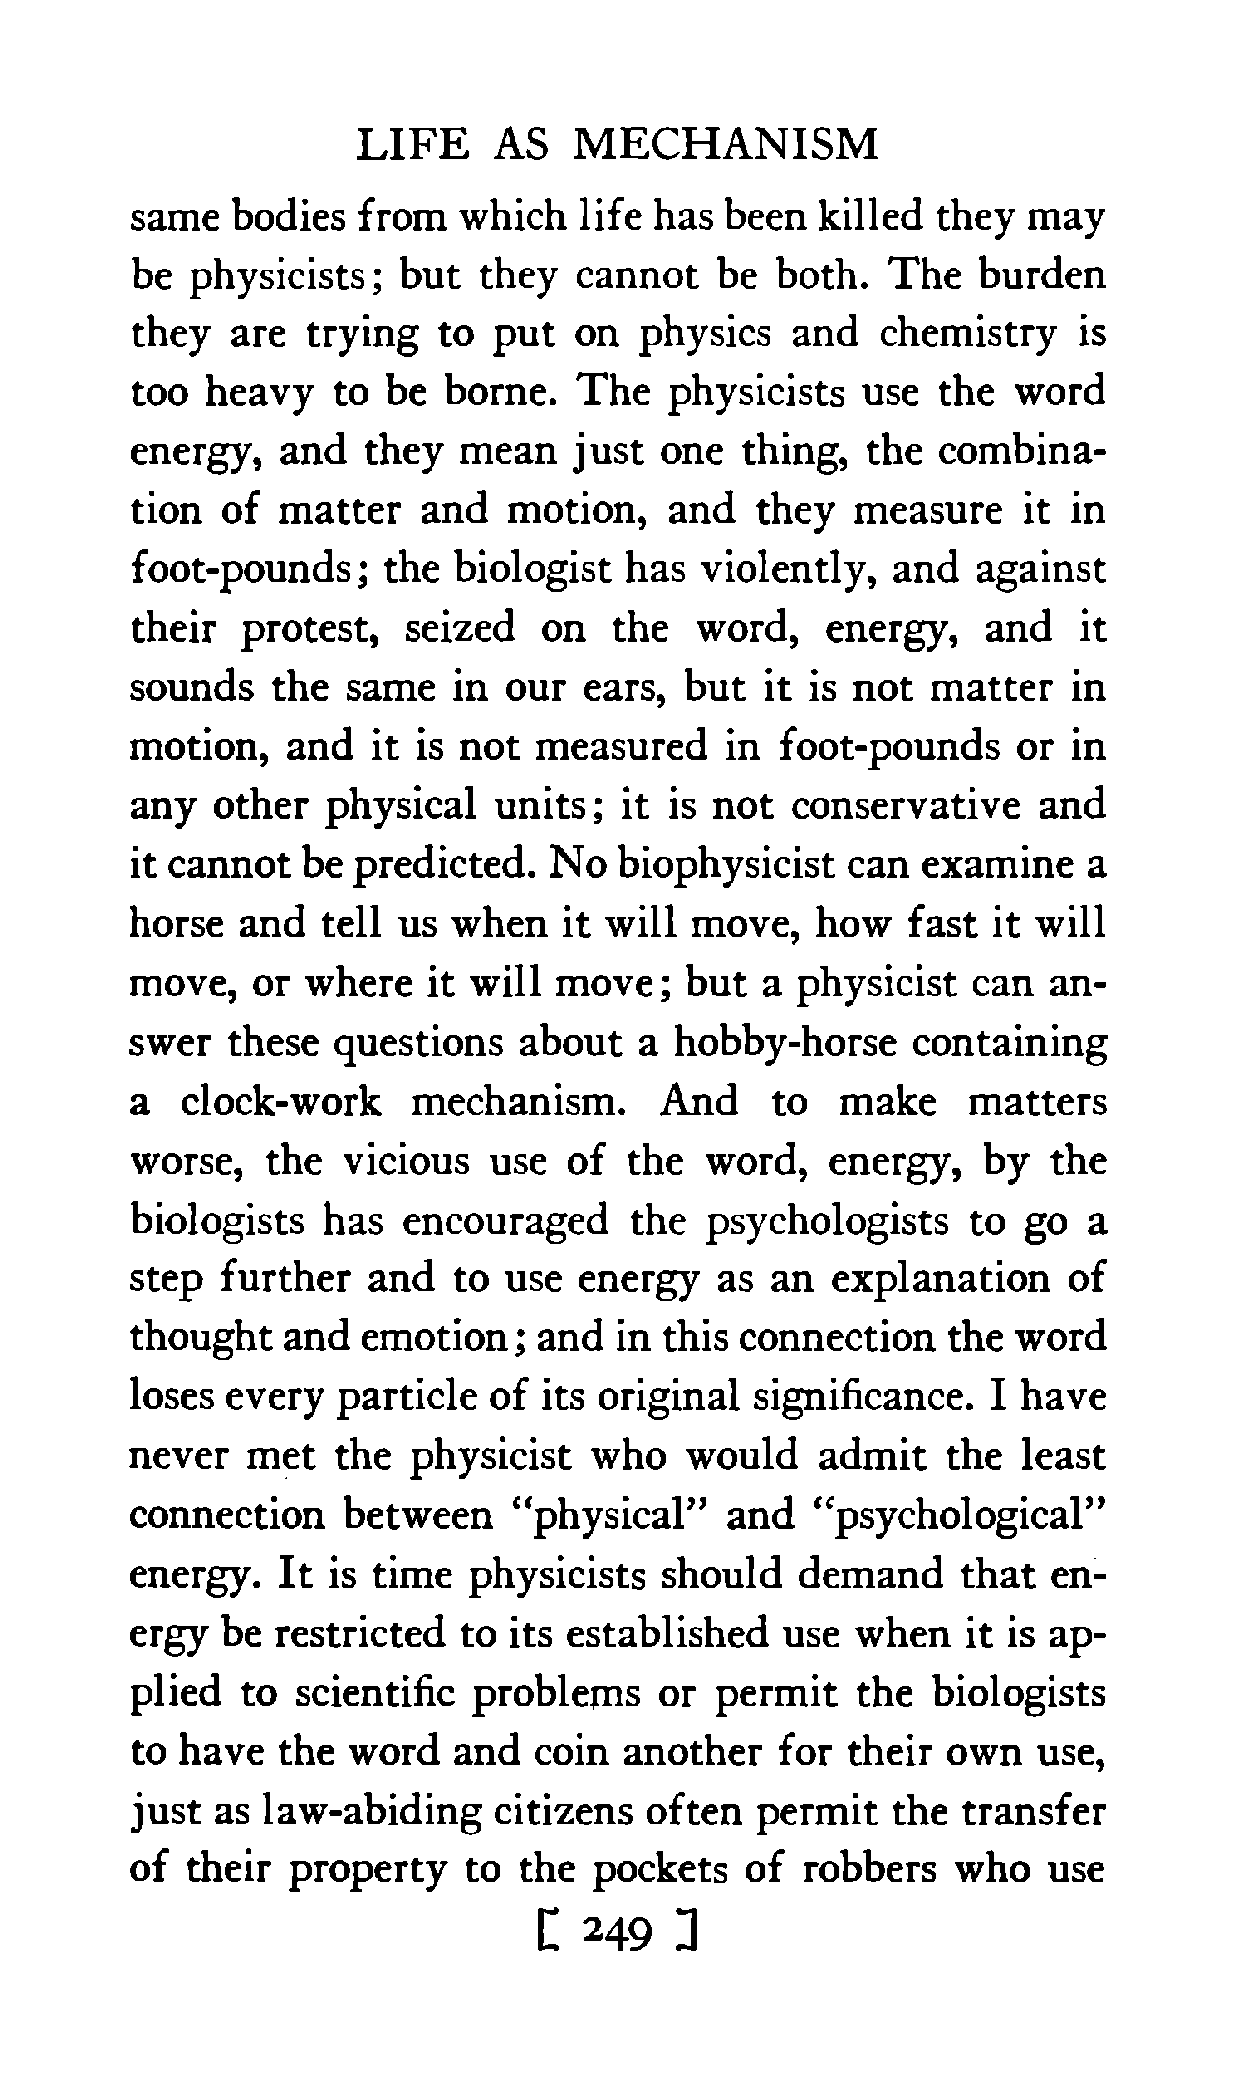 LIFE AS MECHANISM
same bodies from which life has been killed they may
be physicists; but they cannot be both. The burden
they are trying to put on physics and chemistry is
too heavy to be borne. The physicists use the word
energy, and they mean just one thing, the combina-
tion of matter and motion, and they measure it in
foot-pounds; the biologist has violently, and against
their protest, seized on the word, energy, and it
sounds the same in our ears, but it is not matter in
motion, and it is not measured in foot-pounds or in
any other physical units; it is not conservative and
it cannot be predicted. No biophysicist can examine a
horse and tell us when it will move, how fast it will
move, or where it will move; but a physicist can an-
swer these questions about a hobby-horse containing
a clock-work mechanism. And to make matters
worse, the vicious use of the word, energy, by the
biologists has encouraged the psychologists to go a
step further and to use energy as an explanation of
thought and emotion; and in this connection the word
loses every particle of its original significance. I have
never met the physicist who would admit the least
connection between "physical" and "psychological"
energy. It is time physicists should demand that en-
ergy be restricted to its established use when it is ap-
plied to scientific problems or permit the biologists
to have the word and coin another for their own use,
just as law-abiding citizens often permit the transfer
of their property to the pockets of robbers who use
[ 249 ]